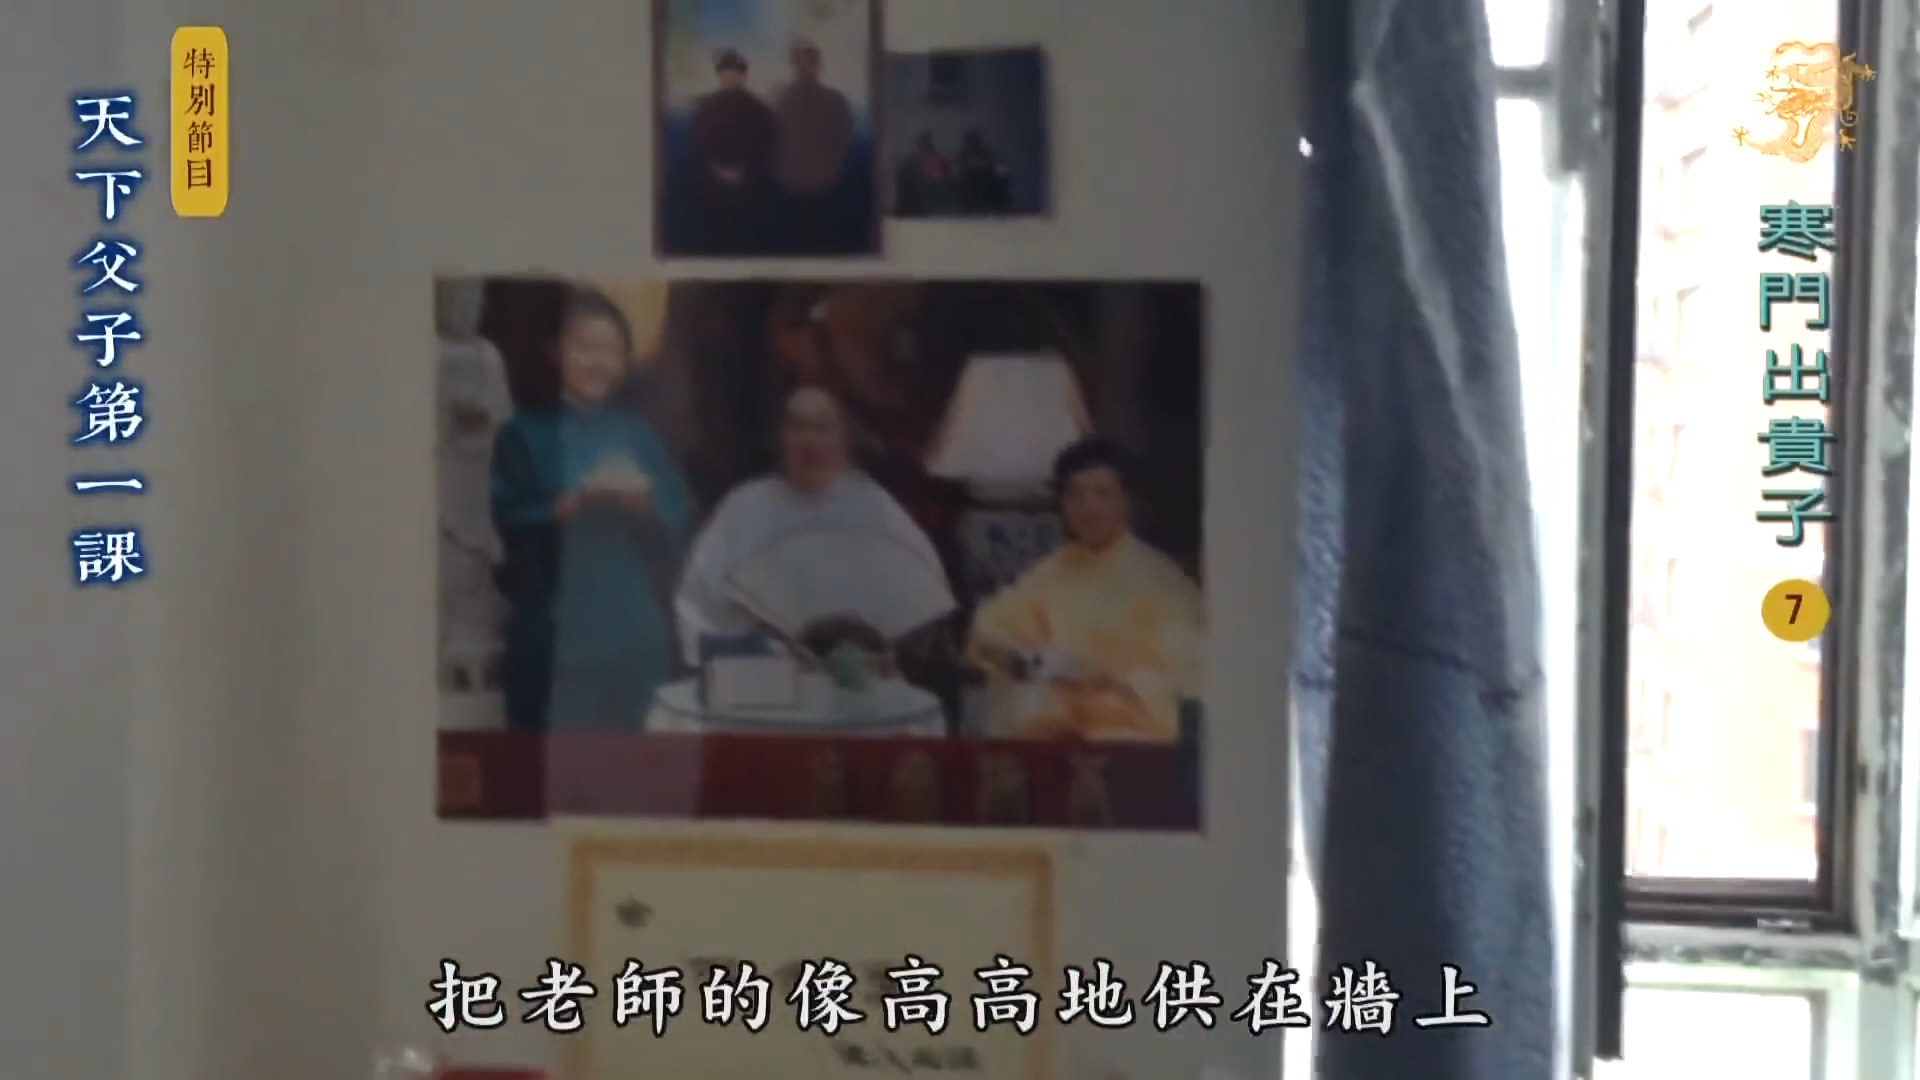 特別節目
天下父子第一課
寒門出貴子
7
把老師的像高高地供在牆上